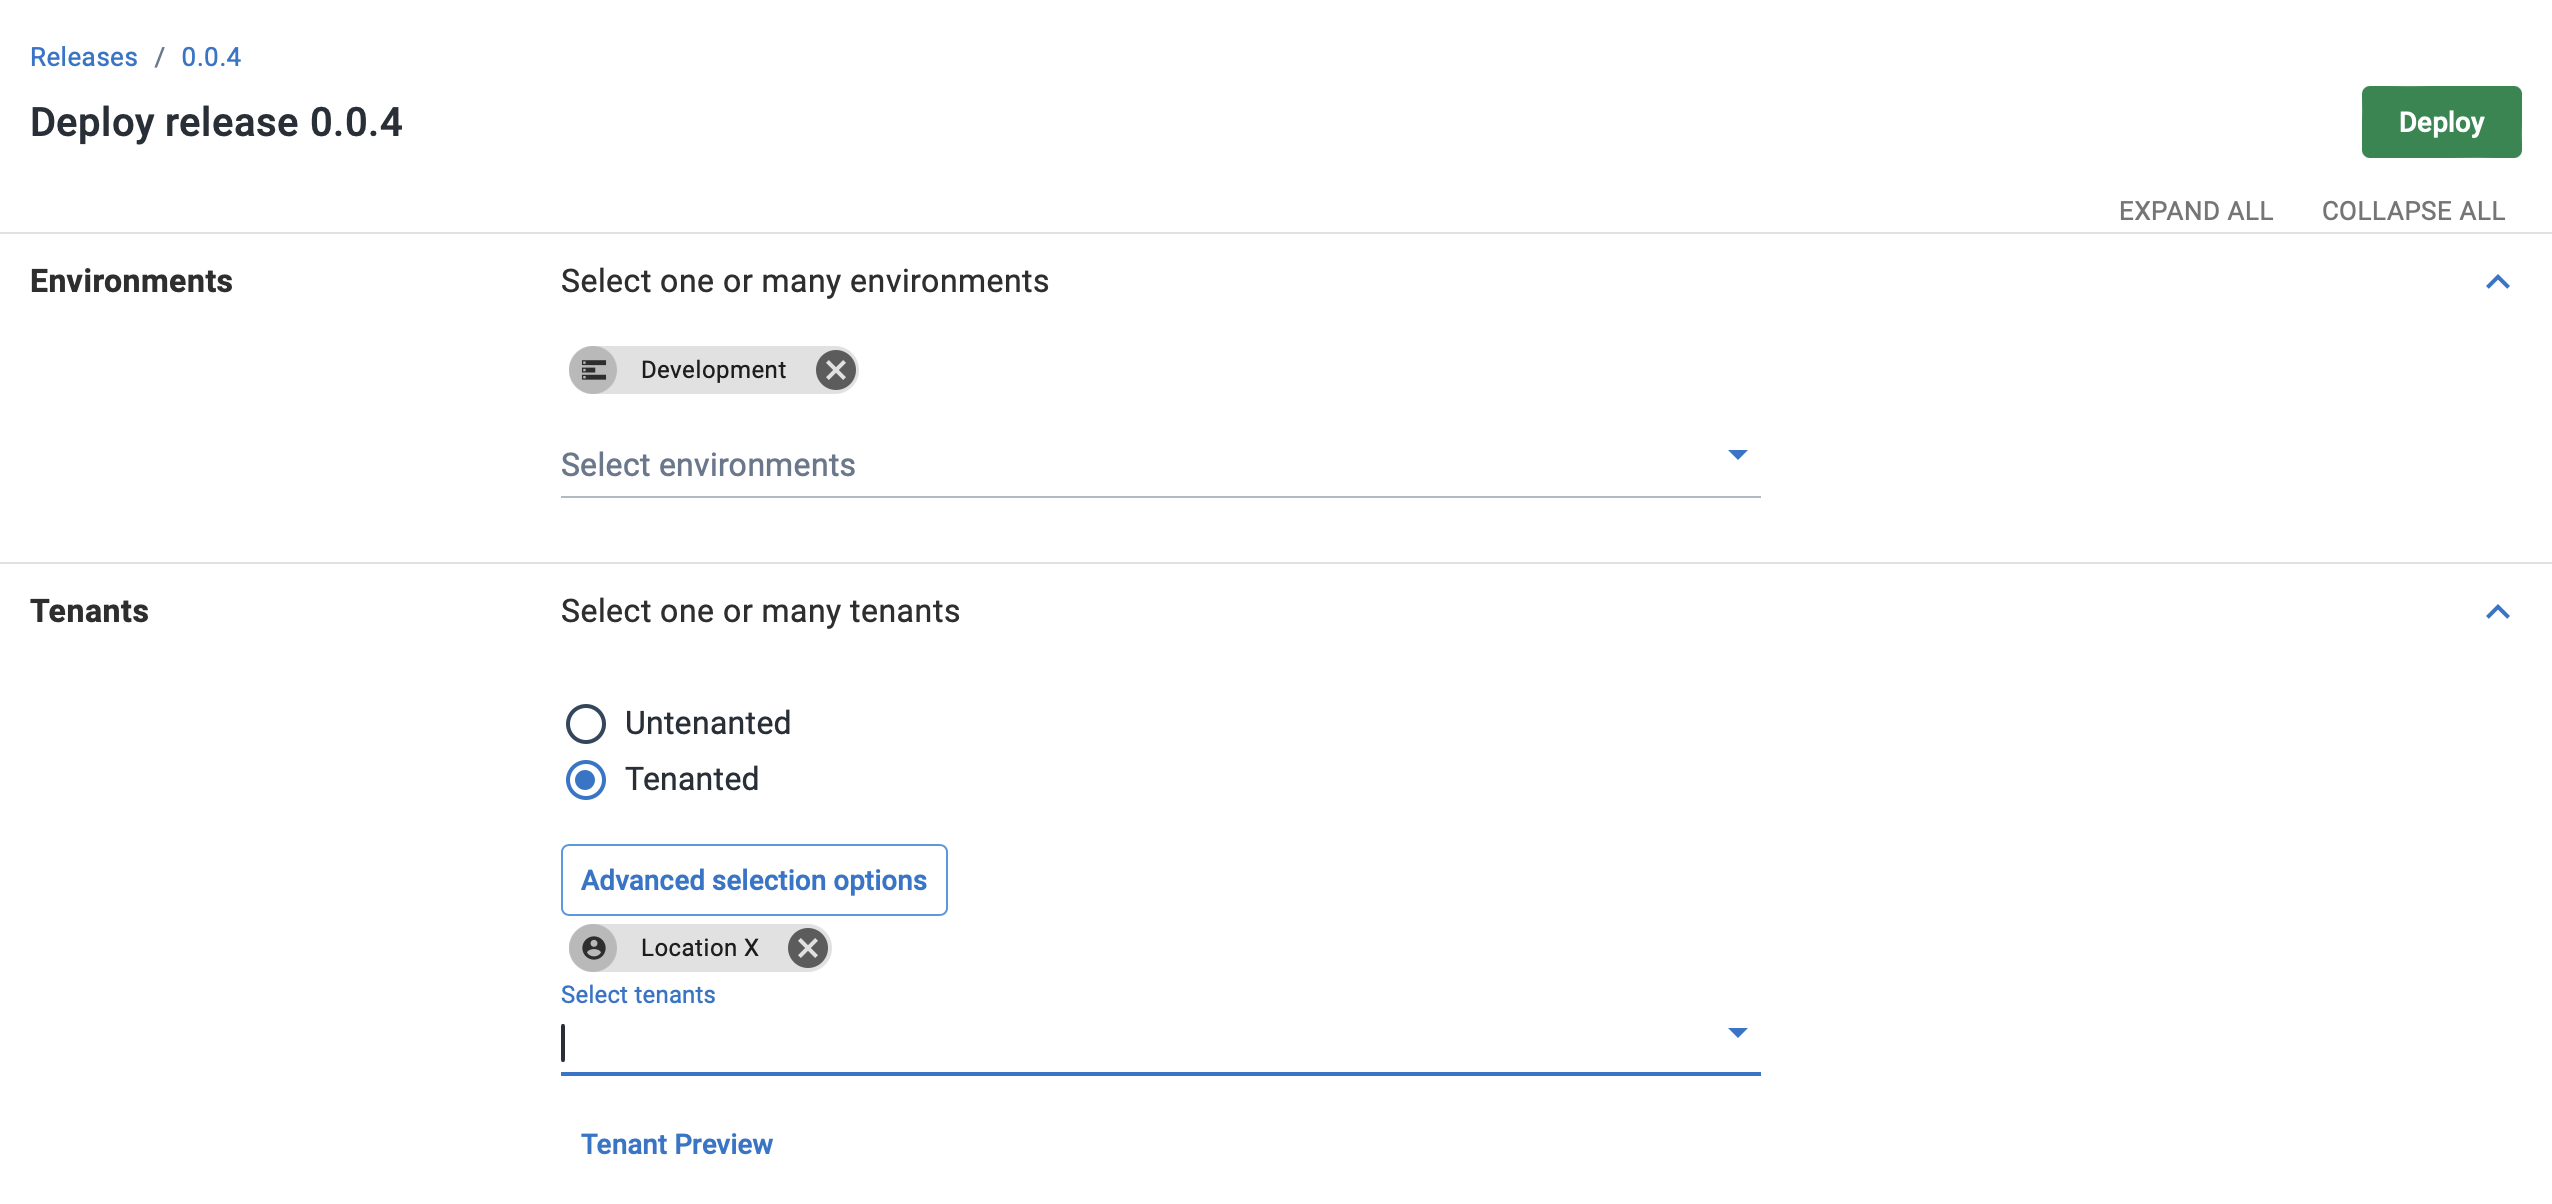 Releases / 0.0.4
Deploy release 0.0.4
Deploy
EXPAND ALL COLLAPSE ALL
Environments
Select one or many environments
Development
Select environments
Tenants
Select one or many tenants
Untenanted
Tenanted
Advanced selection options
Location X
Select tenants
Tenant Preview